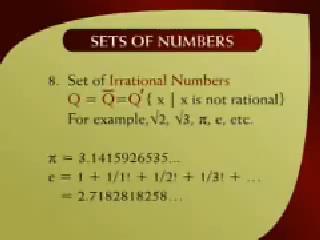 SETS OF NUMBERS
8. Set of Irrational Numbers
Q = Q̅=Q′{ x | x is not rational}
For example,√2, √3, π, e, etc.
π = 3.1415926535...
e = 1 + 1/1! + 1/2! + 1/3! + ...
= 2.7182818258...